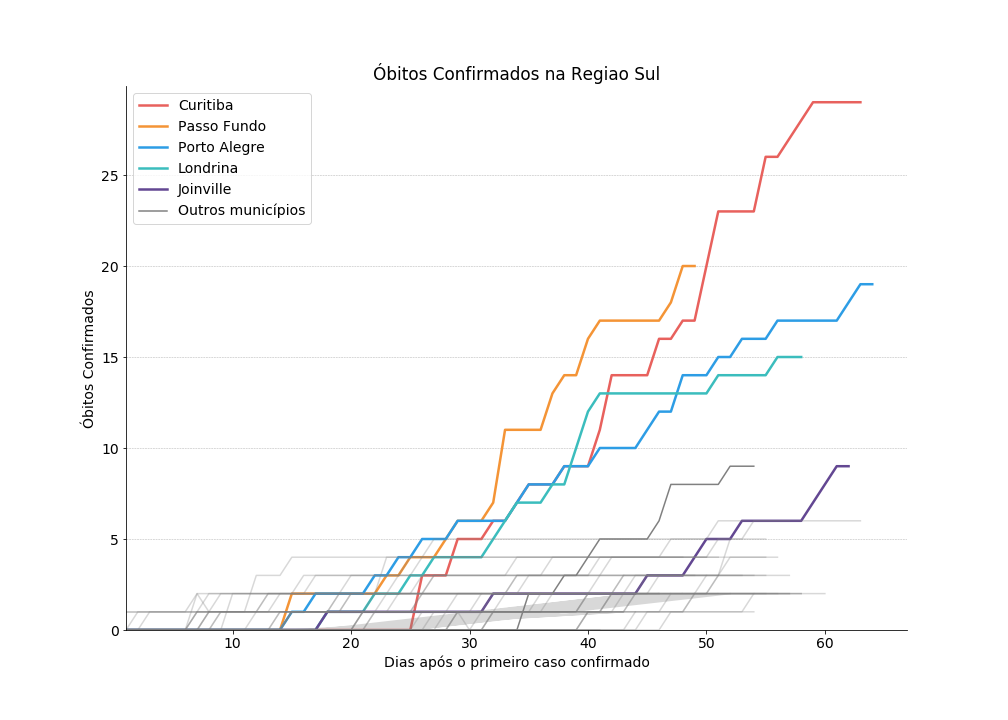 Óbitos Confirmados na Regiao Sul
Curitiba
Passo Fundo
Porto Alegre
Londrina
Joinville
Outros municípios
Óbitos Confirmados
25
20
15
10
5
0
10
20
30
40
50
60
Dias após o primeiro caso confirmado